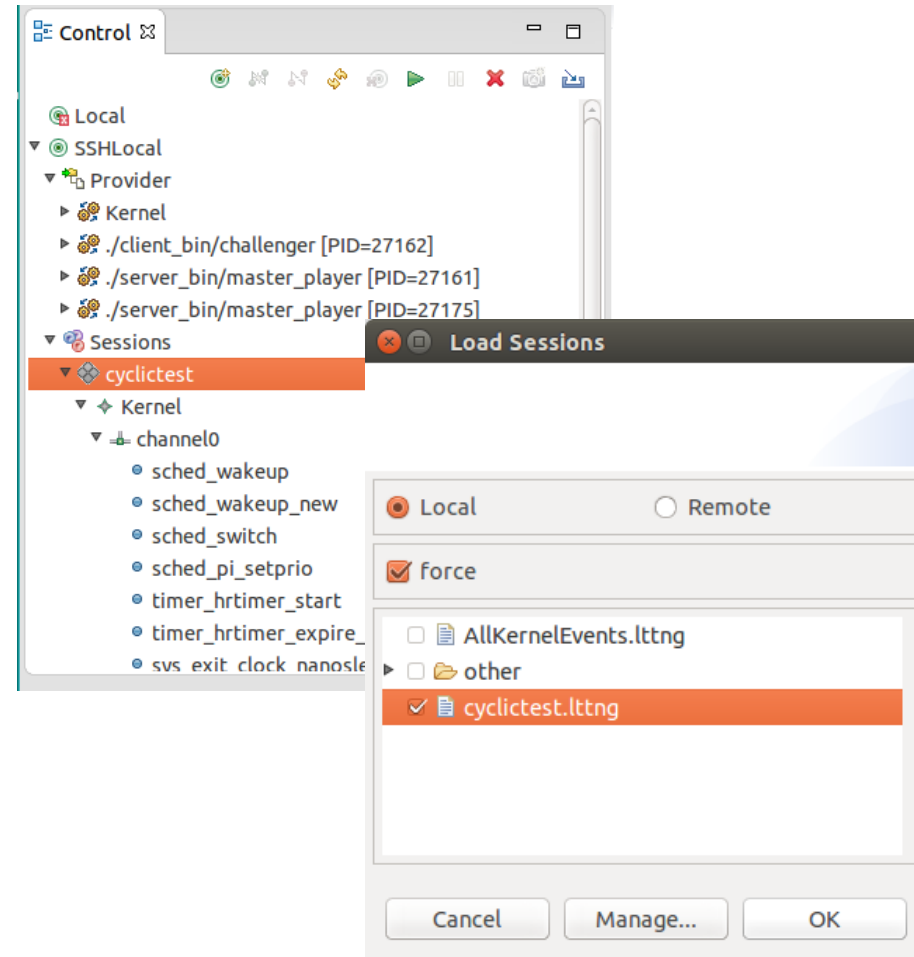 Control
Local
SSHLocal
Provider
Kernel
./client_bin/challenger [PID=27162]
./server_bin/master_player [PID=27161]
./server_bin/master_player [PID=27175]
Sessions
cyclictest
Kernel
channel0
sched_wakeup
sched_wakeup_new
sched_switch
sched_pi_setprio
timer_hrtimer_start
timer_hrtimer_expire_
sys_exit_clock_nanosle
Load Sessions
Local
Remote
force
AllKernelEvents.lttng
other
cyclictest.lttng
Cancel
Manage...
OK